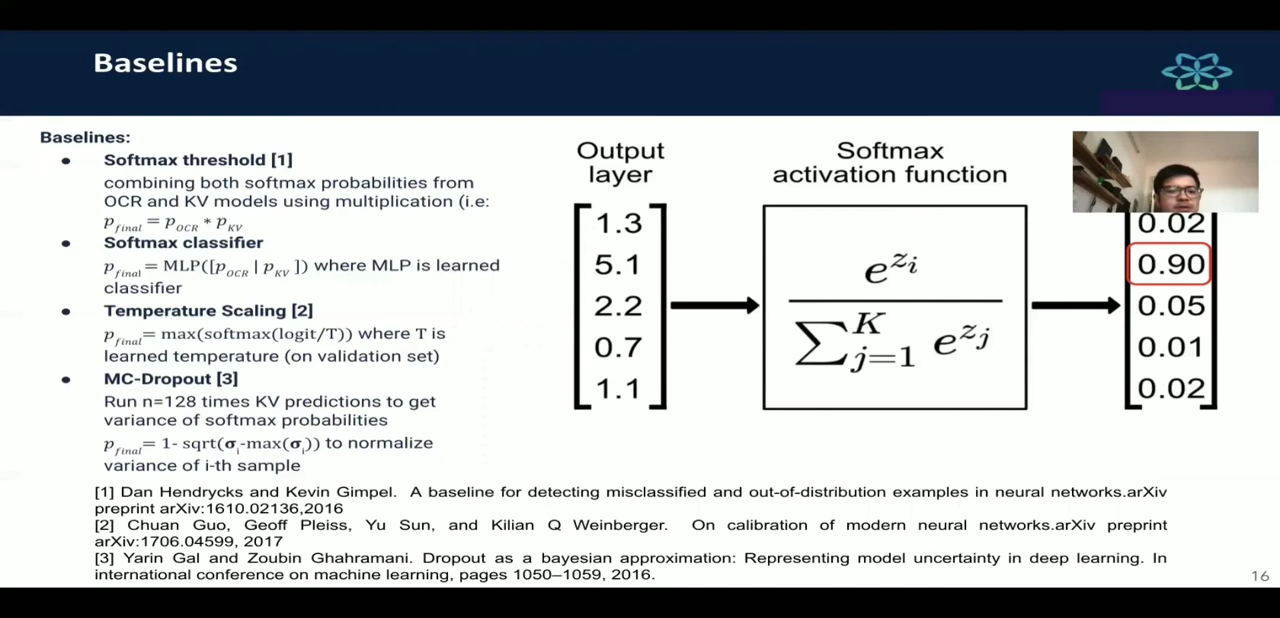 Baselines
Baselines:
● Softmax threshold [1]
combining both softmax probabilities from
OCR and KV models using multiplication (i.e:
p_final = p_OCR * p_KV
● Softmax classifier
p_final = MLP([p_OCR | p_KV ]) where MLP is learned
classifier
● Temperature Scaling [2]
p_final = max(softmax(logit/T)) where T is
learned temperature (on validation set)
● MC-Dropout [3]
Run n=128 times KV predictions to get
variance of softmax probabilities
p_final = 1- sqrt(σ_i-max(σ_i)) to normalize
variance of i-th sample
Output
layer
1.3
5.1
2.2
0.7
1.1
Softmax
activation function
e^{z_i}
∑_{j=1}^{K} e^{z_j}
0.02
0.90
0.05
0.01
0.02
[1] Dan Hendrycks and Kevin Gimpel. A baseline for detecting misclassified and out-of-distribution examples in neural networks.arXiv
preprint arXiv:1610.02136,2016
[2] Chuan Guo, Geoff Pleiss, Yu Sun, and Kilian Q Weinberger. On calibration of modern neural networks.arXiv preprint
arXiv:1706.04599, 2017
[3] Yarin Gal and Zoubin Ghahramani. Dropout as a bayesian approximation: Representing model uncertainty in deep learning. In
international conference on machine learning, pages 1050–1059, 2016.
16